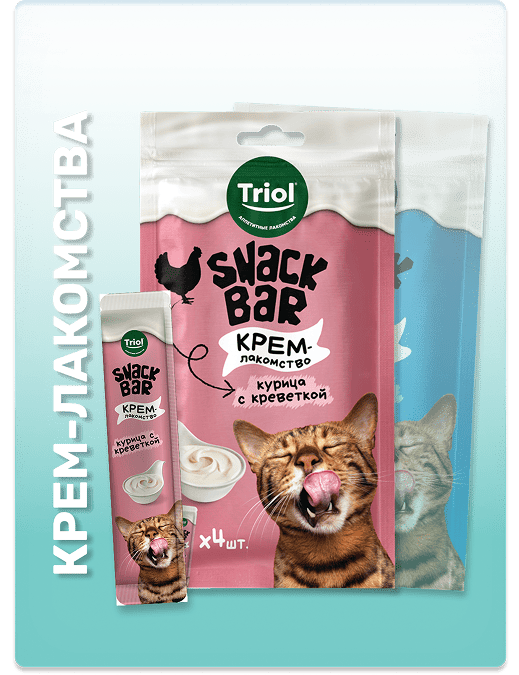 КРЕМ-ЛАКОМСТВА
Triol
АППЕТИТНЫЕ ЛАКОМСТВА
SNACK
BAR
КРЕМ-
лакомство
курица
с креветкой
x4шт.
Triol
SNACK
BAR
КРЕМ-
лакомство
курица с
креветкой